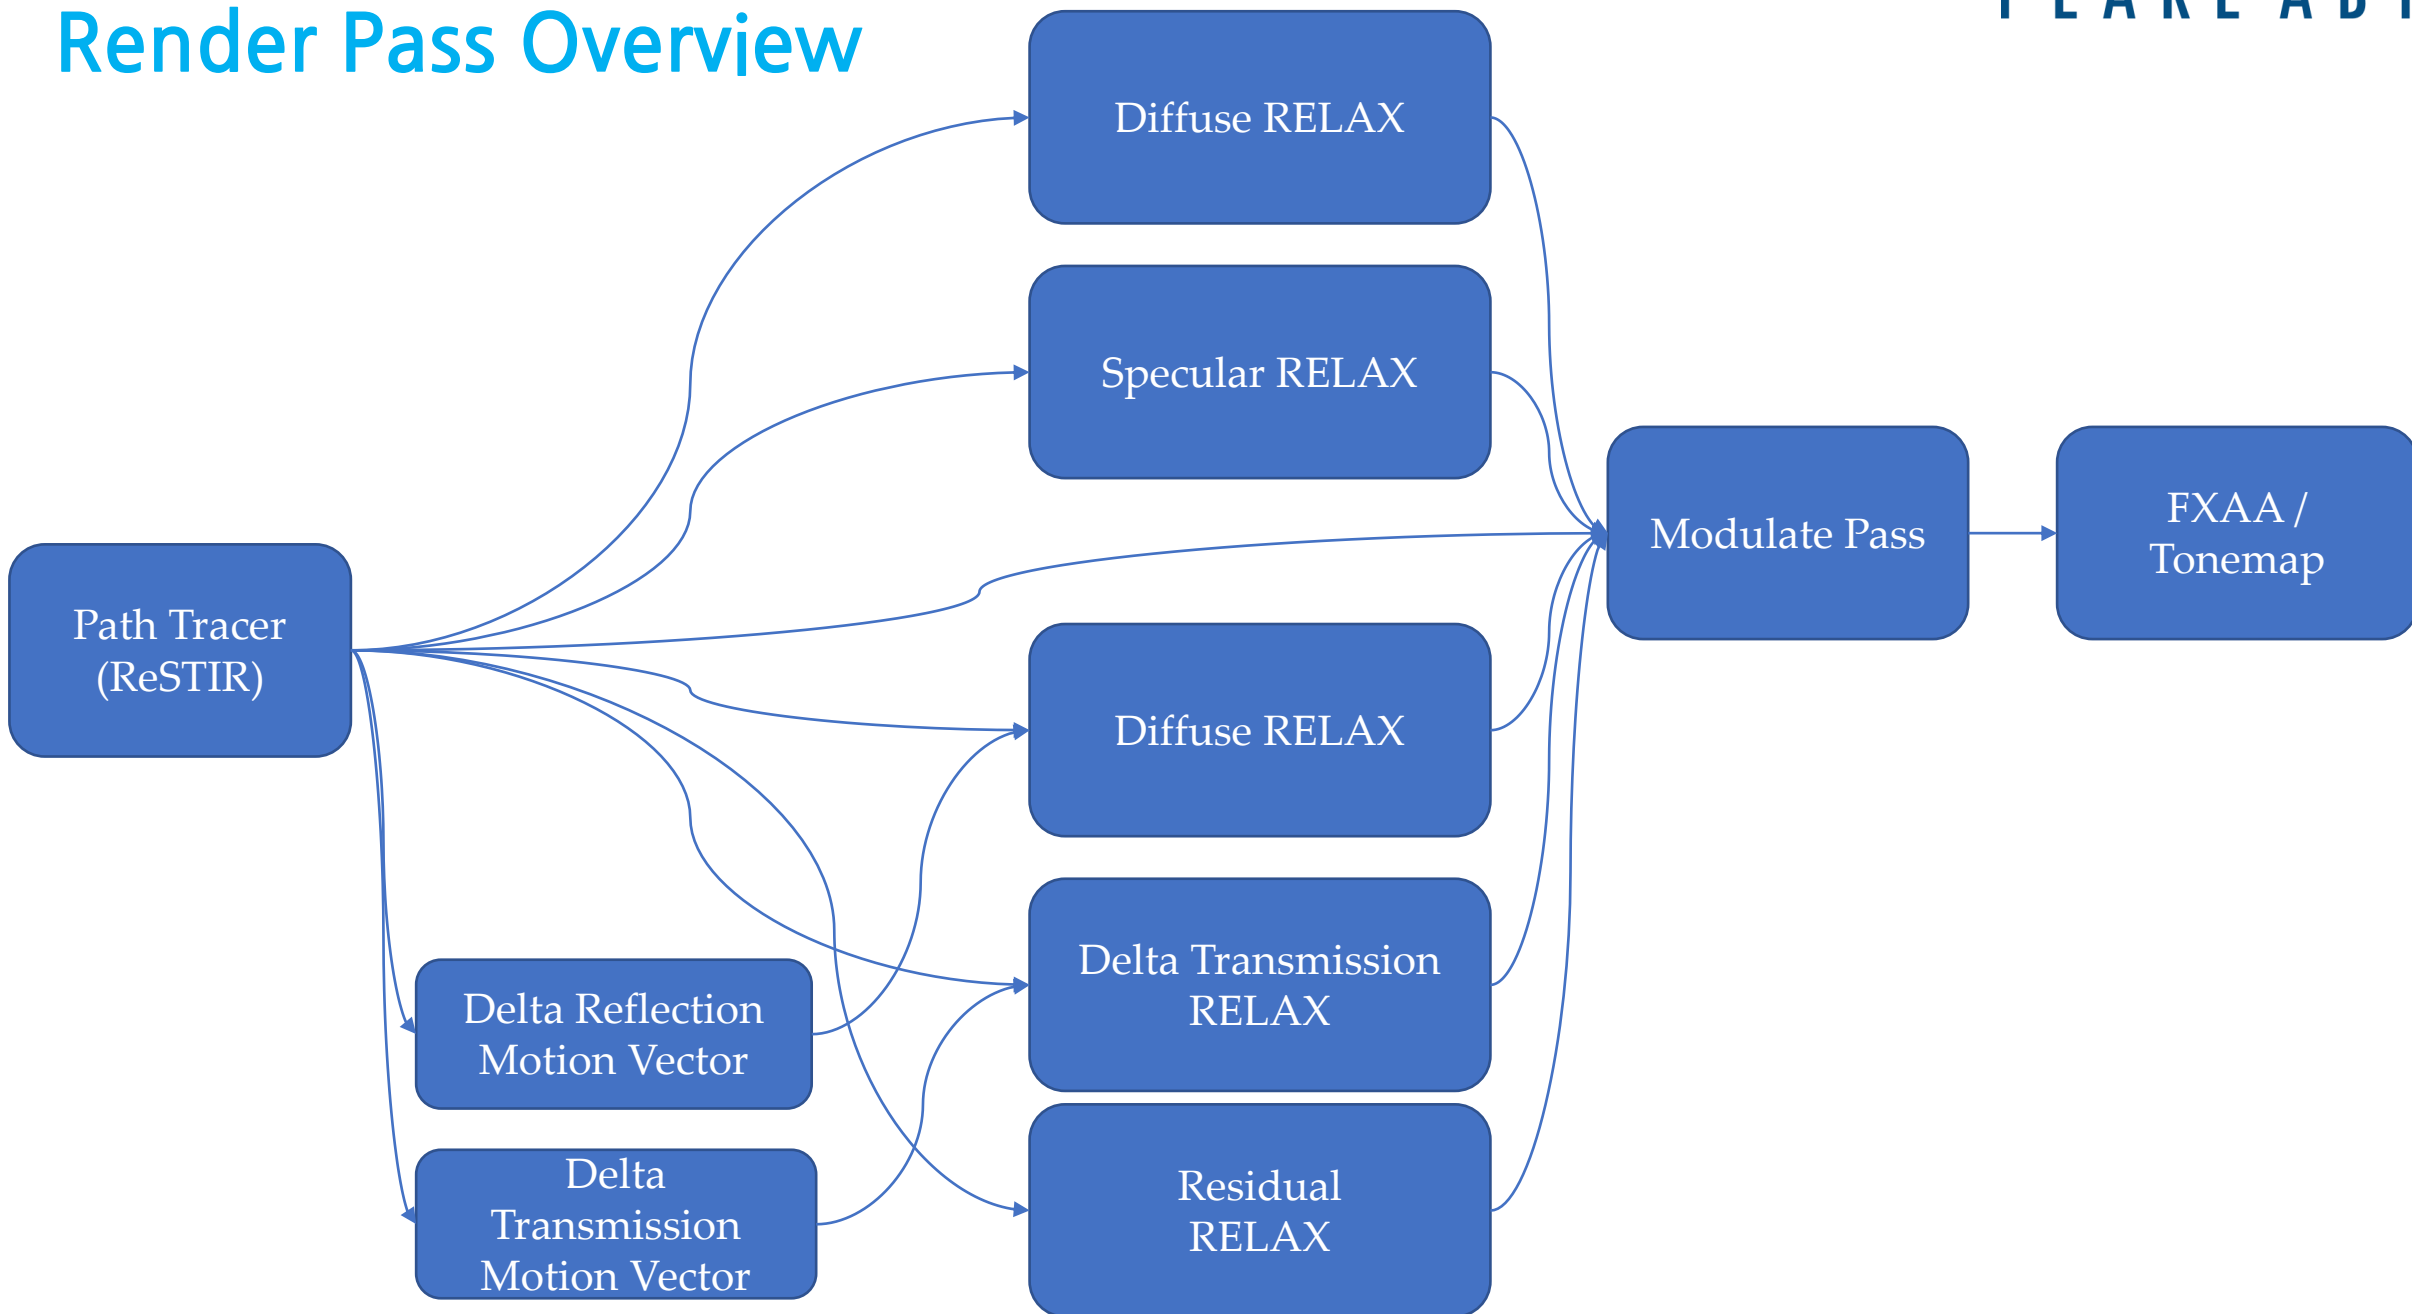 Render Pass Overview
Diffuse RELAX
Specular RELAX
Modulate Pass
FXAA /
Tonemap
Path Tracer
(ReSTIR)
Diffuse RELAX
Delta Transmission
RELAX
Delta Reflection
Motion Vector
Residual
RELAX
Delta
Transmission
Motion Vector